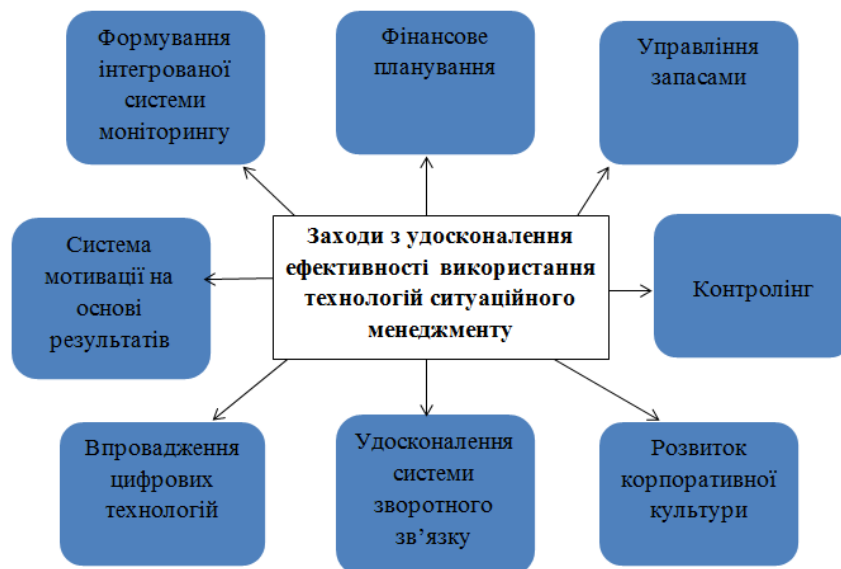 Формування
інтегрованої
системи
моніторингу
Фінансове
планування
Управління
запасами
Система
мотивації на
основі
результатів
Заходи з удосконалення
ефективності використання
технологій ситуаційного
менеджменту
Контролінг
Впровадження
цифрових
технологій
Удосконалення
системи
зворотного
зв’язку
Розвиток
корпоративної
культури